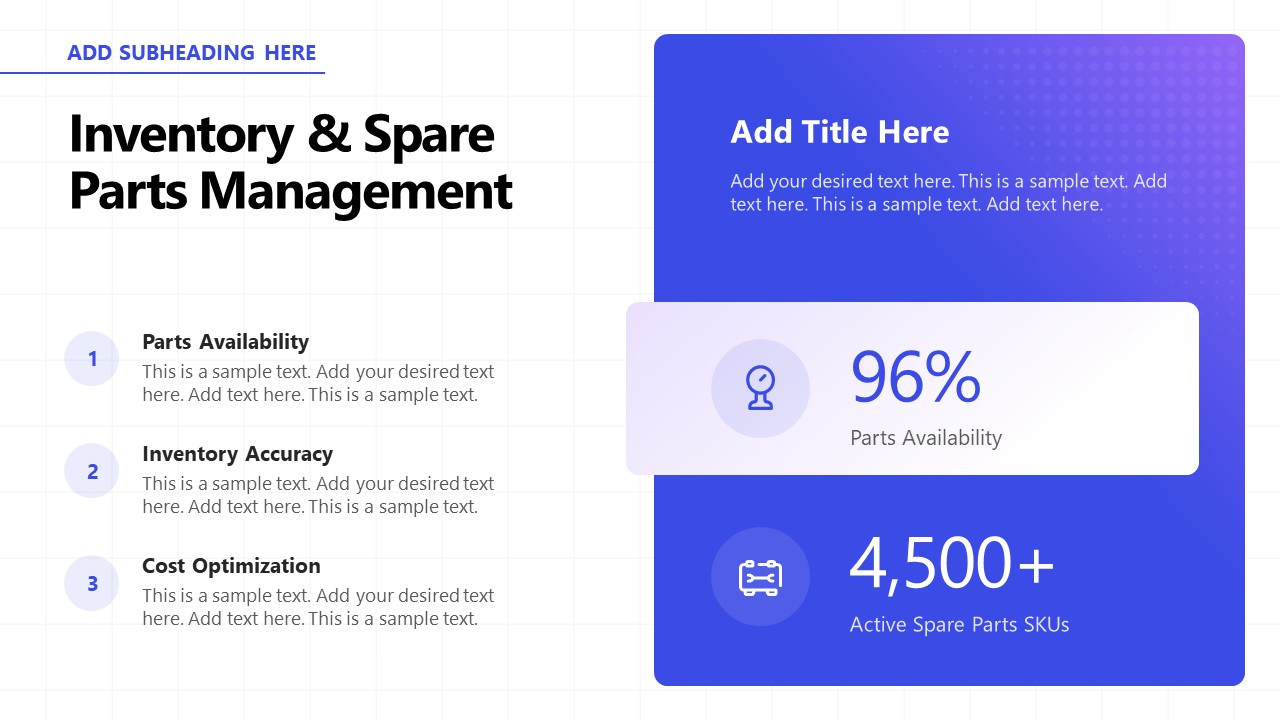 ADD SUBHEADING HERE
Inventory & Spare
Parts Management
1
Parts Availability
This is a sample text. Add your desired text
here. Add text here. This is a sample text.
2
Inventory Accuracy
This is a sample text. Add your desired text
here. Add text here. This is a sample text.
3
Cost Optimization
This is a sample text. Add your desired text
here. Add text here. This is a sample text.
Add Title Here
Add your desired text here. This is a sample text. Add
text here. This is a sample text. Add text here.
96%
Parts Availability
4,500+
Active Spare Parts SKUs